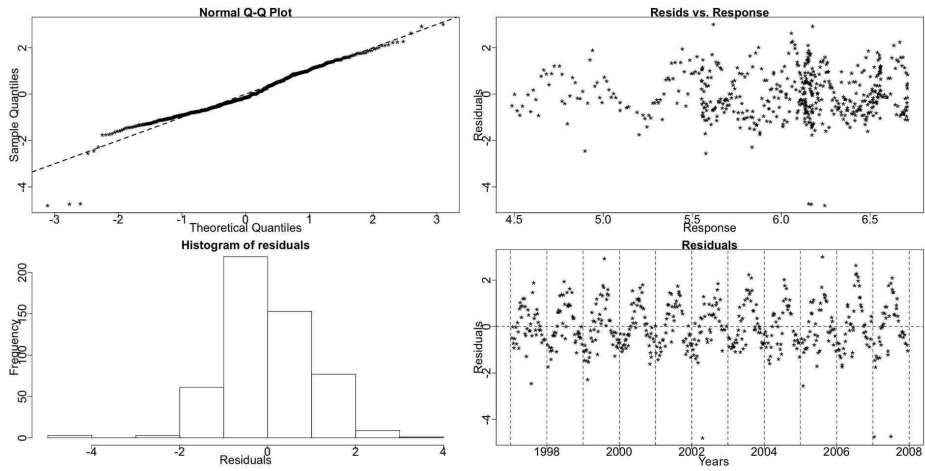 Normal Q-Q Plot
Sample Quantiles
2
0
-2
-4
-3 -2 -1 0 1 2 3
Theoretical Quantiles
Resids vs. Response
Residuals
2
0
-2
-4
4.5 5.0 5.5 6.0 6.5
Response
Histogram of residuals
Frequency
200
150
100
50
0
-4 -2 0 2 4
Residuals
Residuals
Residuals
2
0
-2
-4
1998 2000 2002 2004 2006 2008
Years